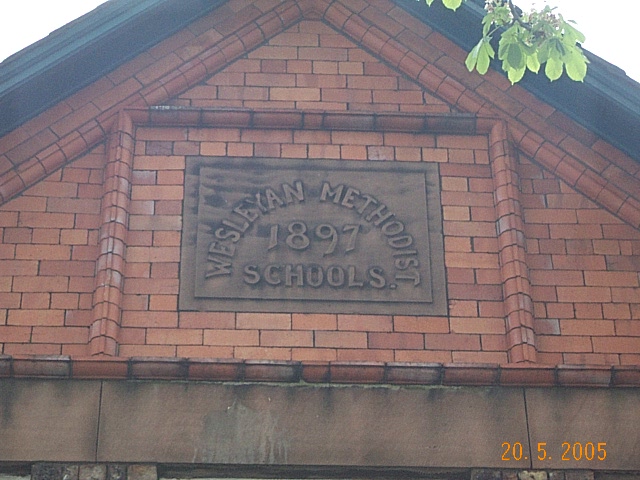 WESLEYAN METHODIST
1897
SCHOOLS.
20. 5. 2005